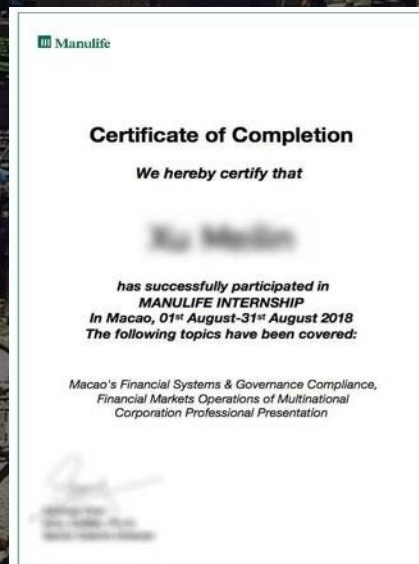 Manulife
Certificate of Completion
We hereby certify that
has successfully participated in
MANULIFE INTERNSHIP
In Macao, 01st August-31st August 2018
The following topics have been covered:
Macao's Financial Systems & Governance Compliance,
Financial Markets Operations of Multinational
Corporation Professional Presentation